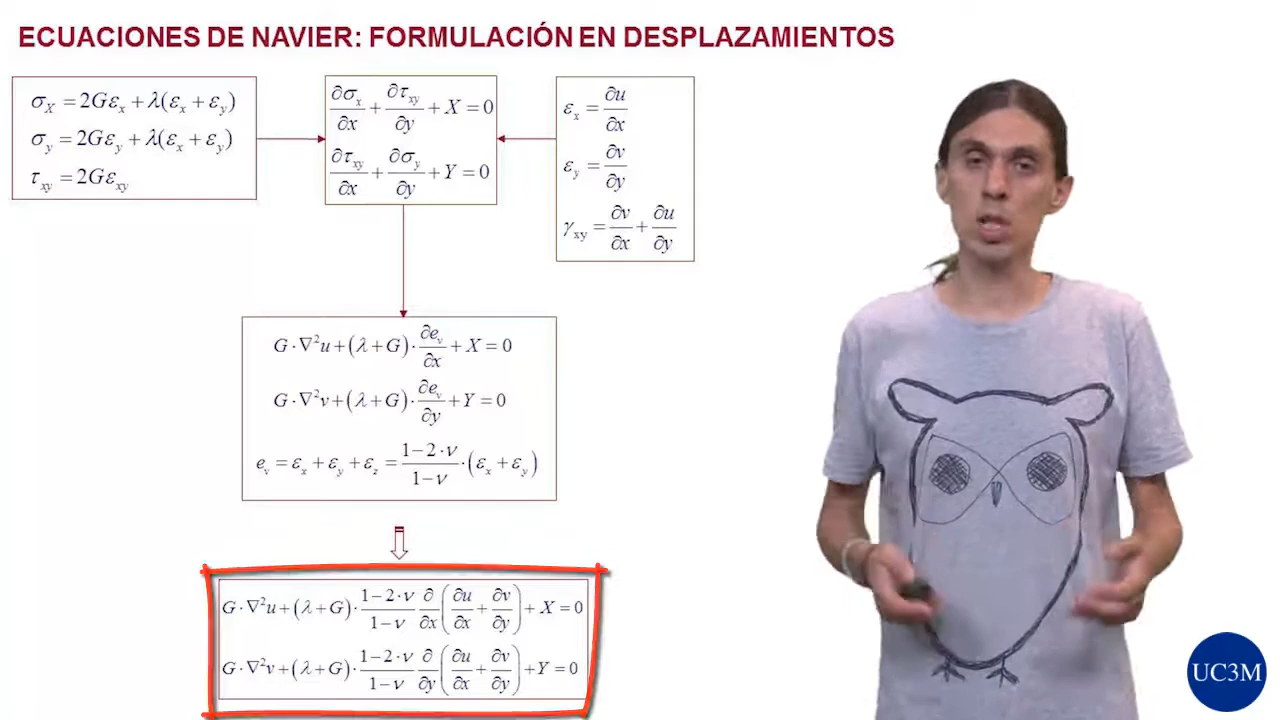 ECUACIONES DE NAVIER: FORMULACIÓN EN DESPLAZAMIENTOS
σ_X = 2Gε_x + λ(ε_x + ε_y)
σ_y = 2Gε_y + λ(ε_x + ε_y)
τ_xy = 2Gε_xy
∂σ_x/∂x + ∂τ_xy/∂y + X = 0
∂τ_xy/∂x + ∂σ_y/∂y + Y = 0
ε_x = ∂u/∂x
ε_y = ∂v/∂y
γ_xy = ∂v/∂x + ∂u/∂y
G·∇²u + (λ+G)·∂e_v/∂x + X = 0
G·∇²v + (λ+G)·∂e_v/∂y + Y = 0
e_v = ε_x + ε_y + ε_z = (1−2·ν)/(1−ν)·(ε_x + ε_y)
G·∇²u + (λ+G)·(1−2·ν)/(1−ν) ∂/∂x (∂u/∂x + ∂v/∂y) + X = 0
G·∇²v + (λ+G)·(1−2·ν)/(1−ν) ∂/∂y (∂u/∂x + ∂v/∂y) + Y = 0
UC3M